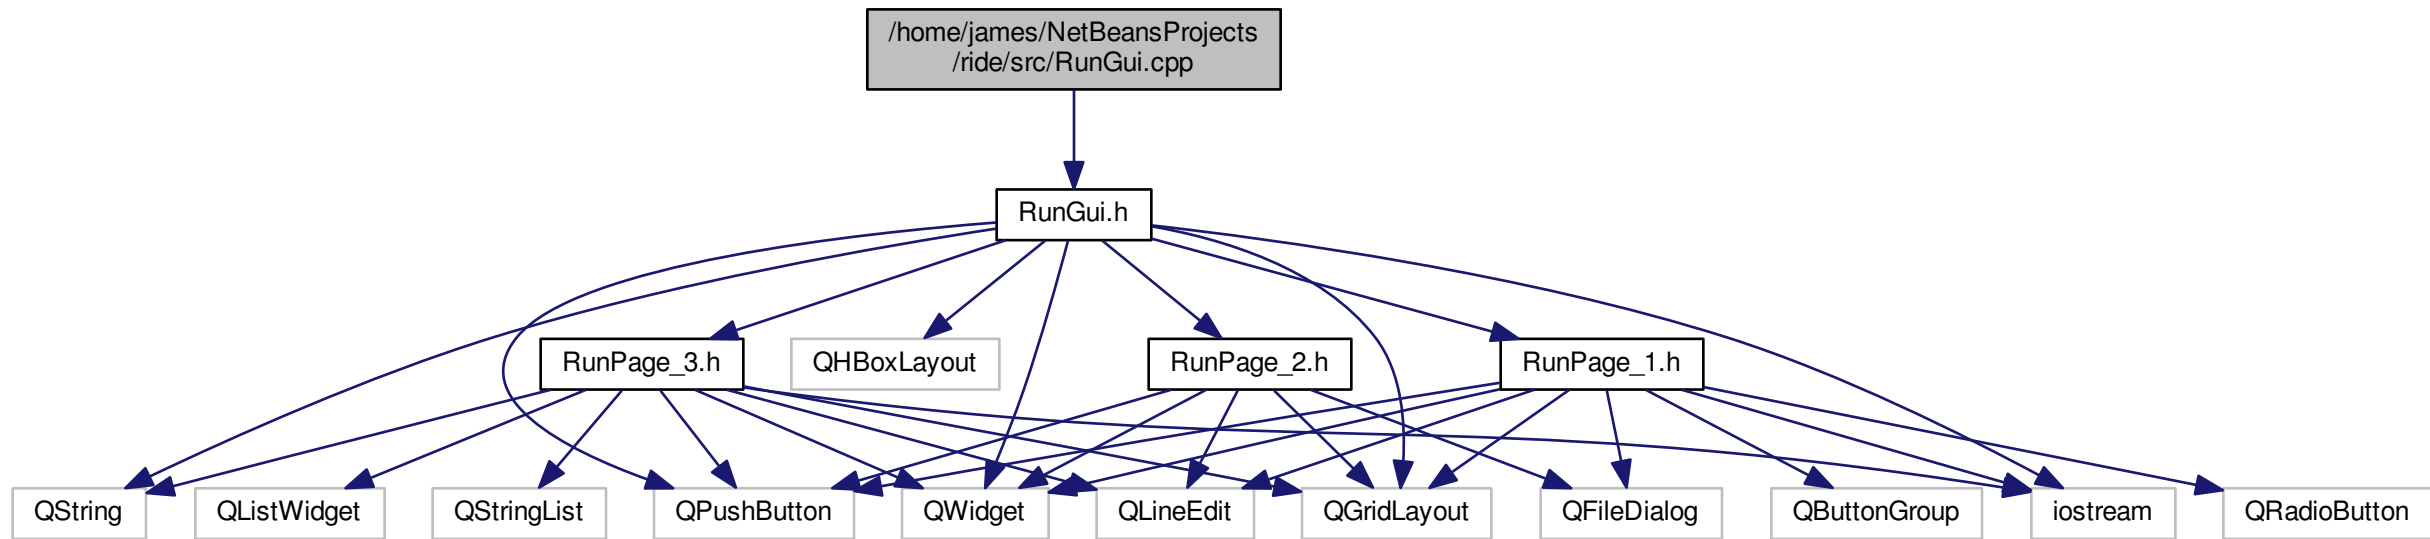 /home/james/NetBeansProjects
/ride/src/RunGui.cpp
RunGui.h
RunPage_3.h
QHBoxLayout
RunPage_2.h
RunPage_1.h
QString
QListWidget
QStringList
QPushButton
QWidget
QLineEdit
QGridLayout
QFileDialog
QButtonGroup
iostream
QRadioButton